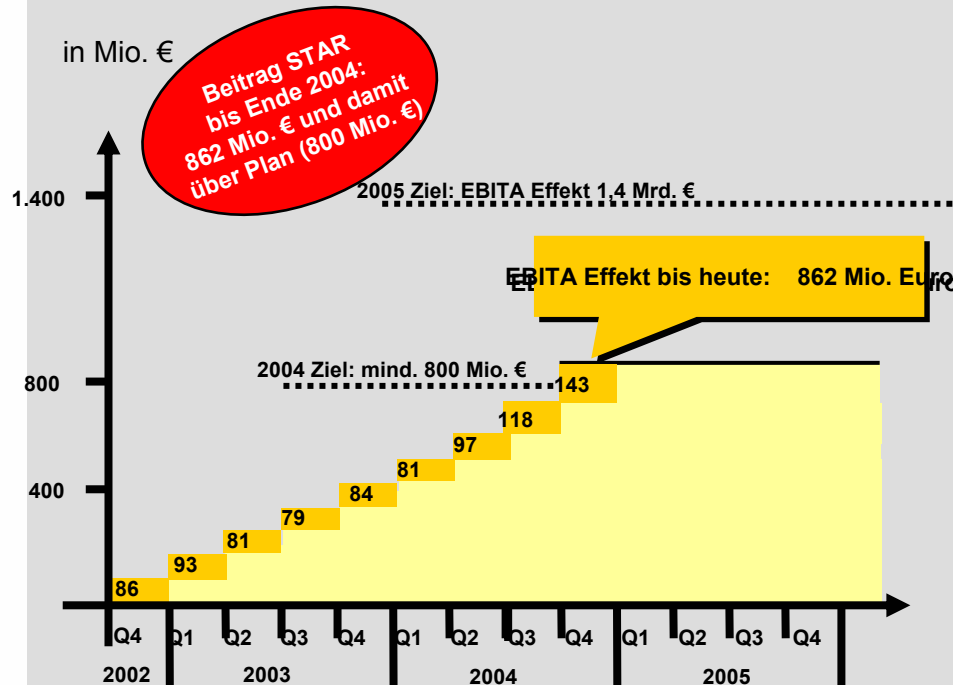 in Mio. €
Beitrag STAR
bis Ende 2004:
862 Mio. € und damit
über Plan (800 Mio. €)
1.400
2005 Ziel: EBITA Effekt 1,4 Mrd. €
EBITA Effekt bis heute: 862 Mio. Euro
2004 Ziel: mind. 800 Mio. €
800
143
118
97
400
81
84
79
81
93
86
Q4 Q1 Q2 Q3 Q4 Q1 Q2 Q3 Q4 Q1 Q2 Q3 Q4
2002 2003 2004 2005